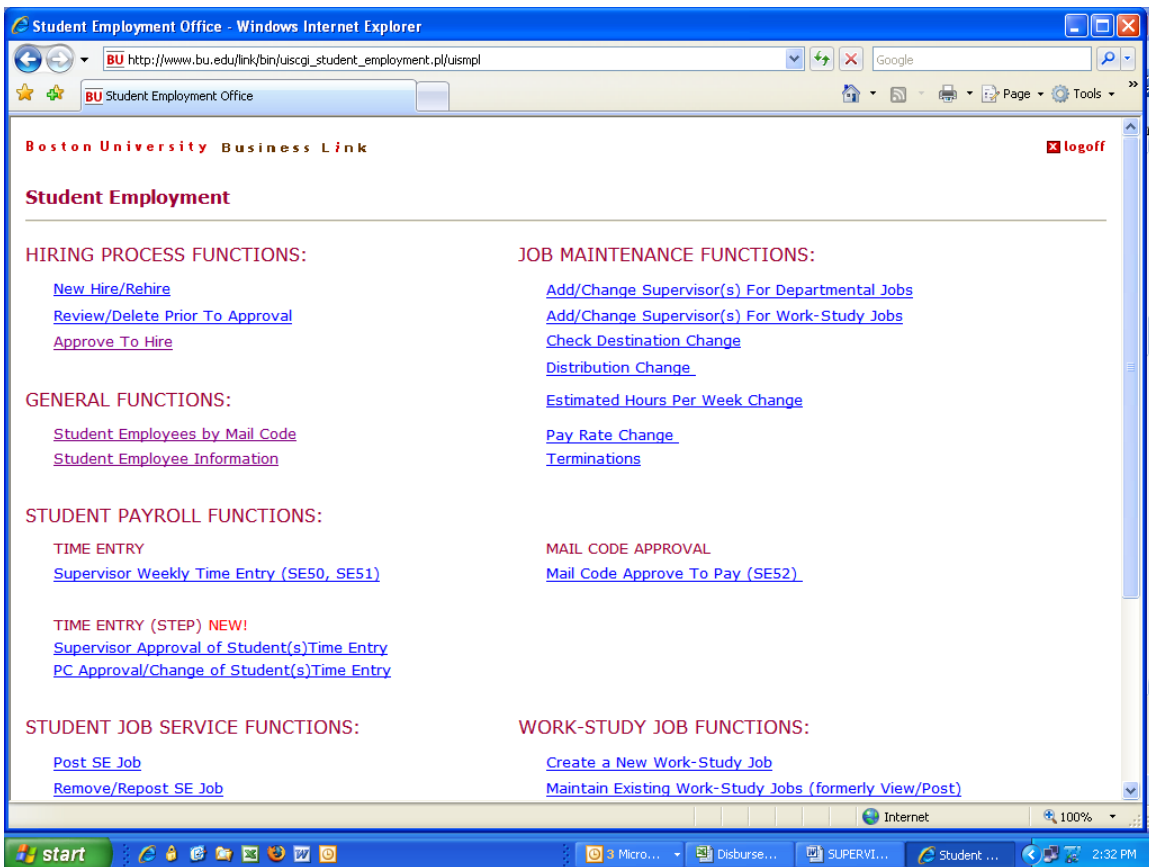 Student Employment Office - Windows Internet Explorer
BU http://www.bu.edu/link/bin/uiscgi_student_employment.pl/uismpl
Google
BU Student Employment Office
Page Tools »
Boston University Business Link
x logoff
Student Employment
HIRING PROCESS FUNCTIONS:
New Hire/Rehire
Review/Delete Prior To Approval
Approve To Hire
GENERAL FUNCTIONS:
Student Employees by Mail Code
Student Employee Information
JOB MAINTENANCE FUNCTIONS:
Add/Change Supervisor(s) For Departmental Jobs
Add/Change Supervisor(s) For Work-Study Jobs
Check Destination Change
Distribution Change
Estimated Hours Per Week Change
Pay Rate Change
Terminations
STUDENT PAYROLL FUNCTIONS:
TIME ENTRY
Supervisor Weekly Time Entry (SE50, SE51)
MAIL CODE APPROVAL
Mail Code Approve To Pay (SE52)
TIME ENTRY (STEP) NEW!
Supervisor Approval of Student(s)Time Entry
PC Approval/Change of Student(s)Time Entry
STUDENT JOB SERVICE FUNCTIONS:
Post SE Job
Remove/Repost SE Job
WORK-STUDY JOB FUNCTIONS:
Create a New Work-Study Job
Maintain Existing Work-Study Jobs (formerly View/Post)
Internet
100%
start
3 Micro...
Disburse...
SUPERVI...
Student ...
2:32 PM